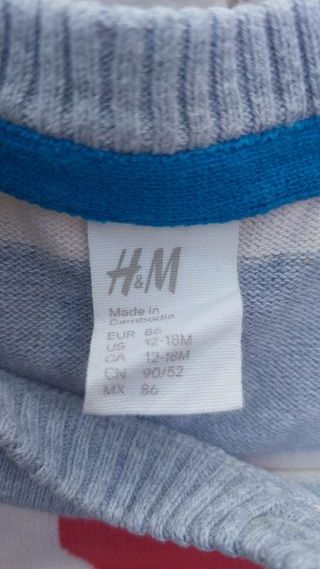 H&M
Made in
Cambodia
EUR 86
US 12-18M
CA 12-18M
CN 90/52
MX 86